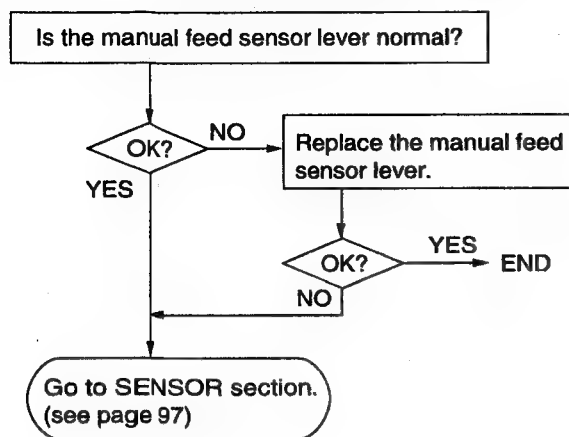 Is the manual feed sensor lever normal?
OK?
NO
YES
Replace the manual feed
sensor lever.
OK?
YES
END
NO
Go to SENSOR section.
(see page 97)